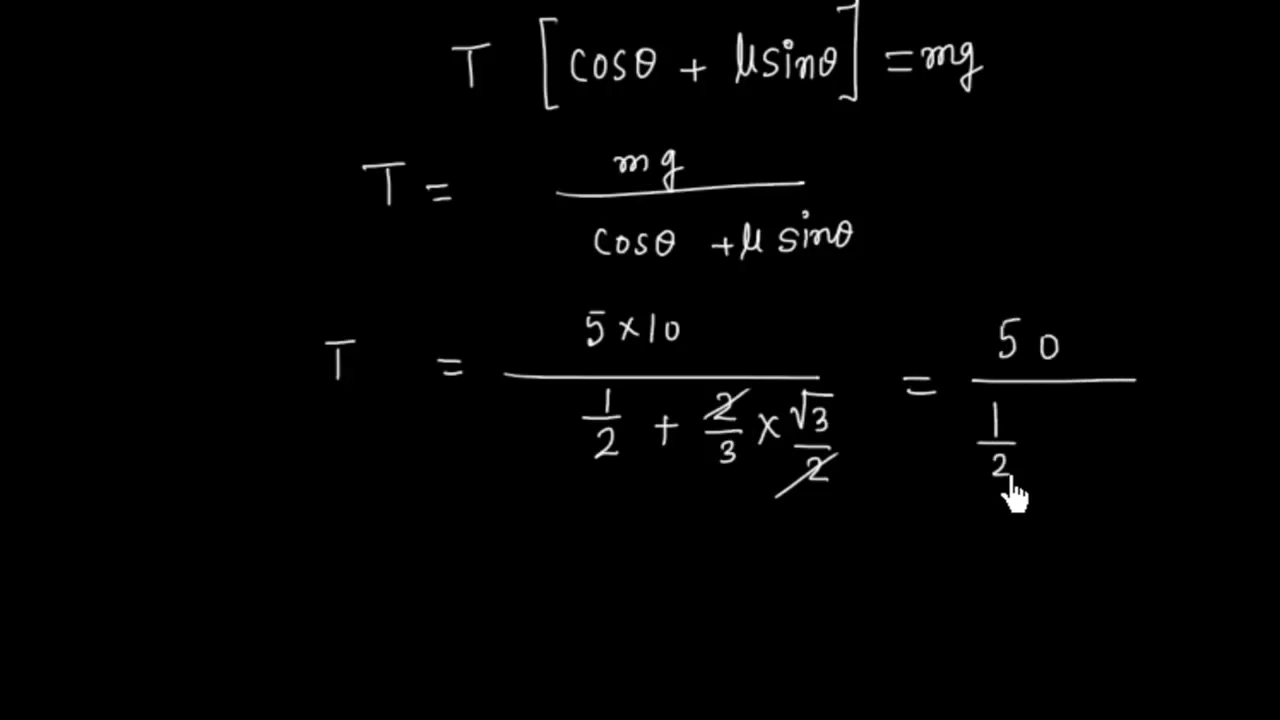 T [cosθ + μsinθ] = mg
T = mg / cosθ + μ sinθ
T = 5 × 10 / 1/2 + 2/3 × √3/2 = 50 / 1/2